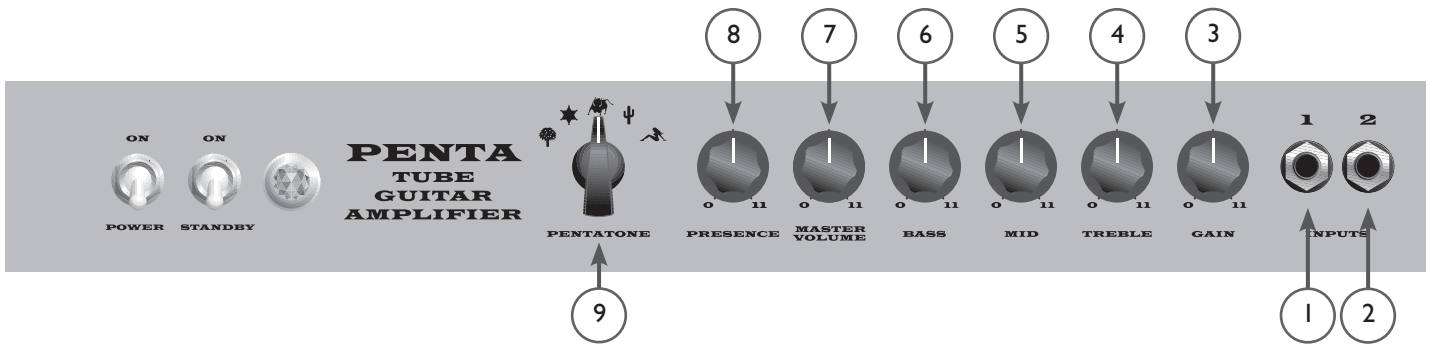 8 7 6 5 4 3
1 2
ON ON
PENTA
TUBE
GUITAR
AMPLIFIER
0 11 0 11 0 11 0 11 0 11 0 11
POWER STANDBY
PENTATONE
PRESENCE
MASTER
VOLUME
BASS
MID
TREBLE
GAIN
INPUTS
9
1 2